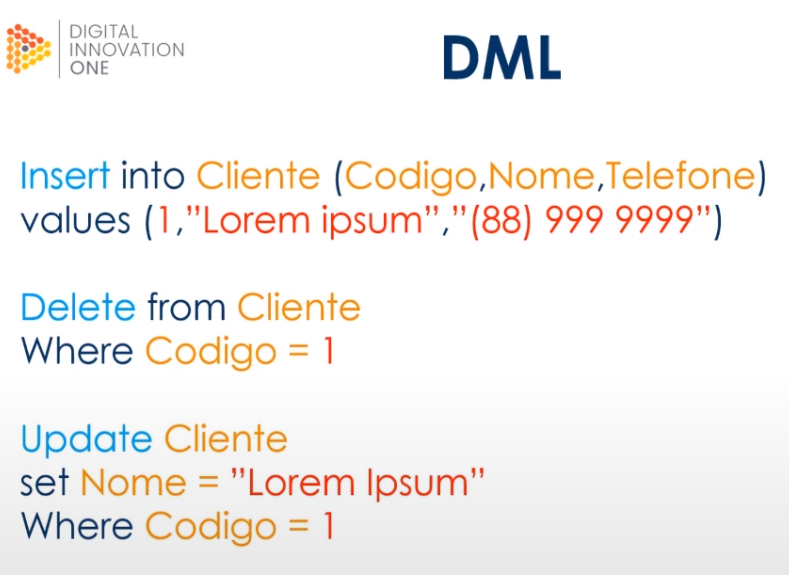 DIGITAL
INNOVATION
ONE
DML
Insert into Cliente (Codigo,Nome,Telefone)
values (1,”Lorem ipsum”,”(88) 999 9999”)
Delete from Cliente
Where Codigo = 1
Update Cliente
set Nome = ”Lorem Ipsum”
Where Codigo = 1